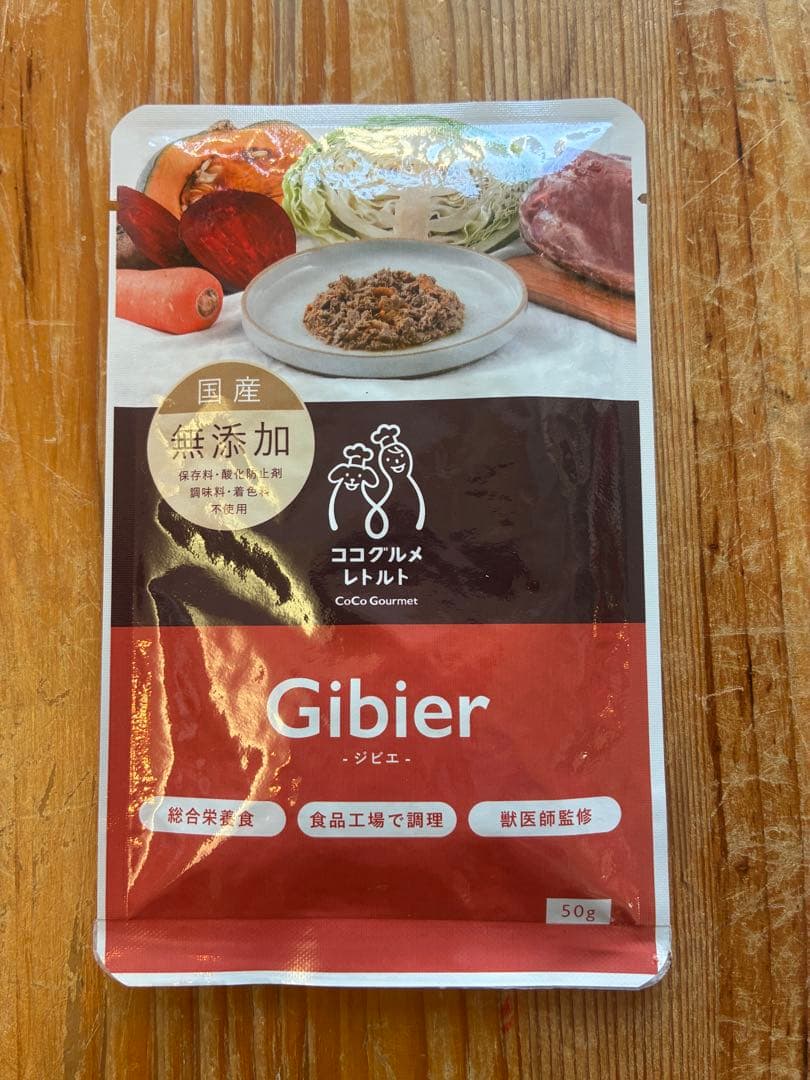 国産
無添加
保存料・酸化防止剤
調味料・着色料
不使用
ココグルメ
レトルト
CoCo Gourmet
Gibier
- ジビエ -
総合栄養食
食品工場で調理
獣医師監修
50g